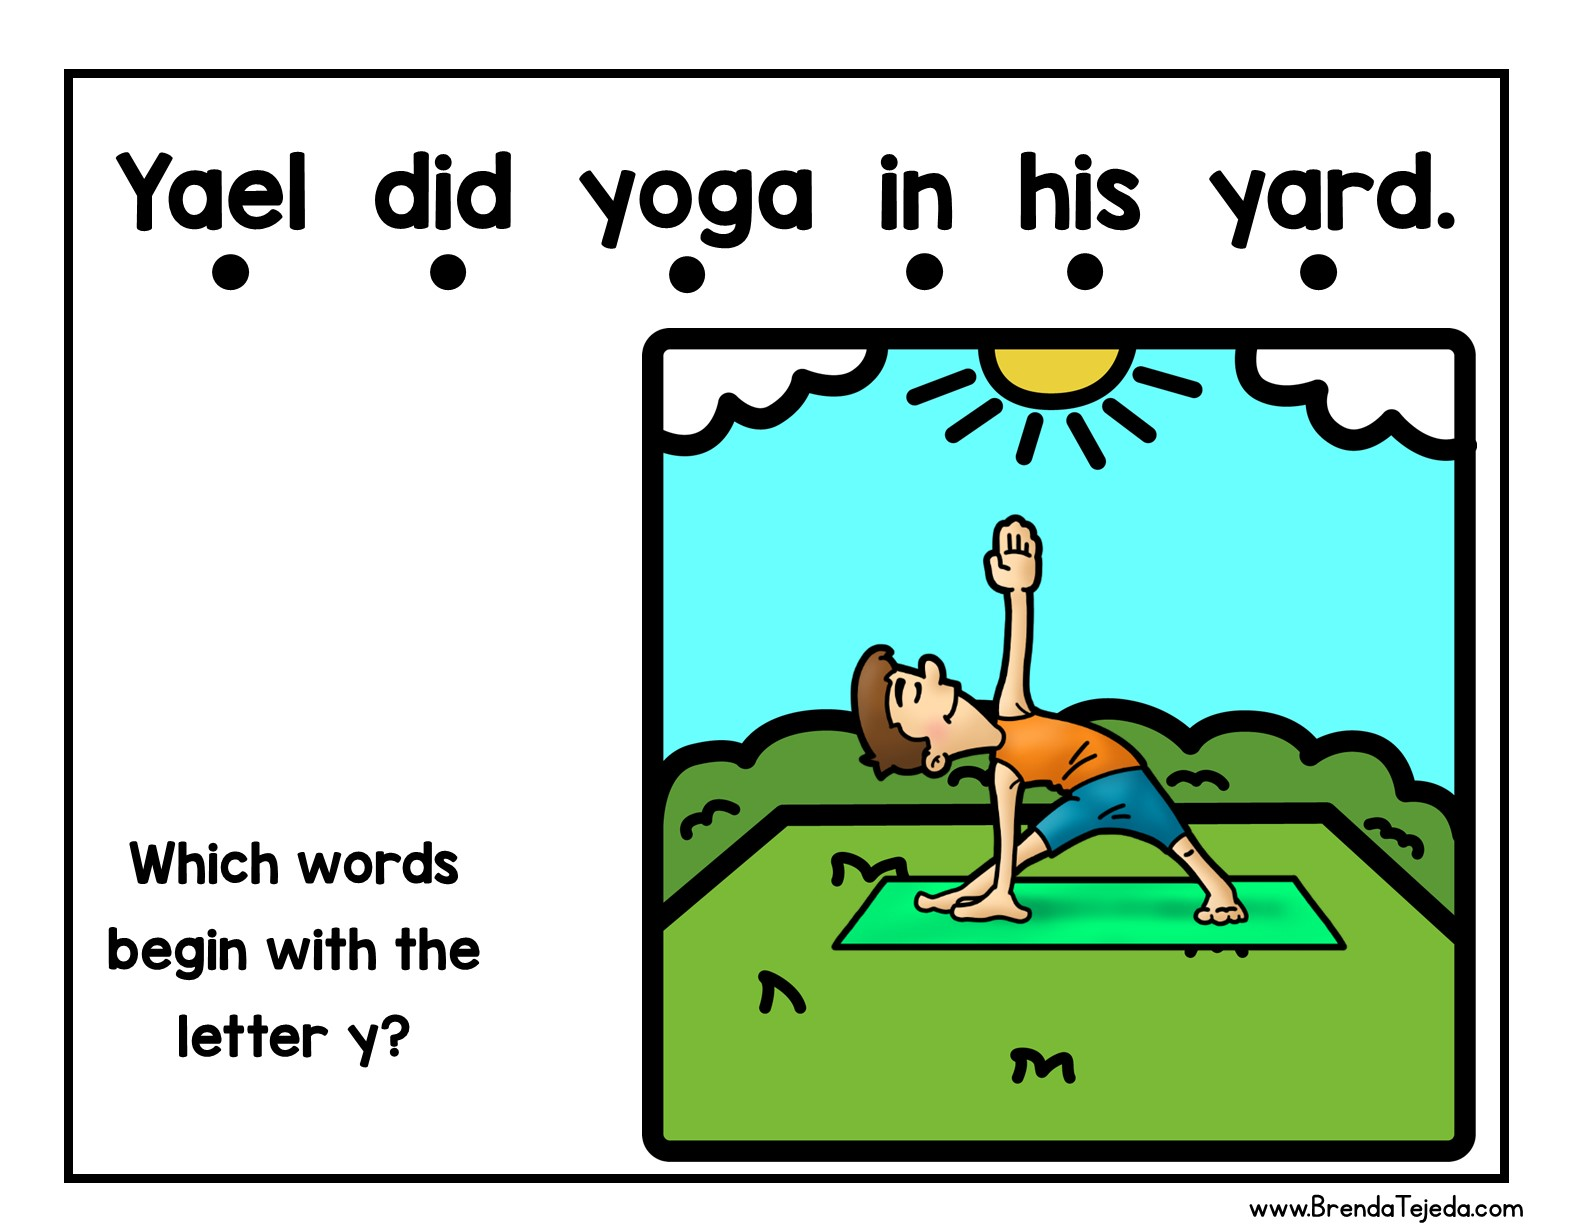 Yael did yoga in his yard.
Which words
begin with the
letter y?
www.BrendaTejeda.com